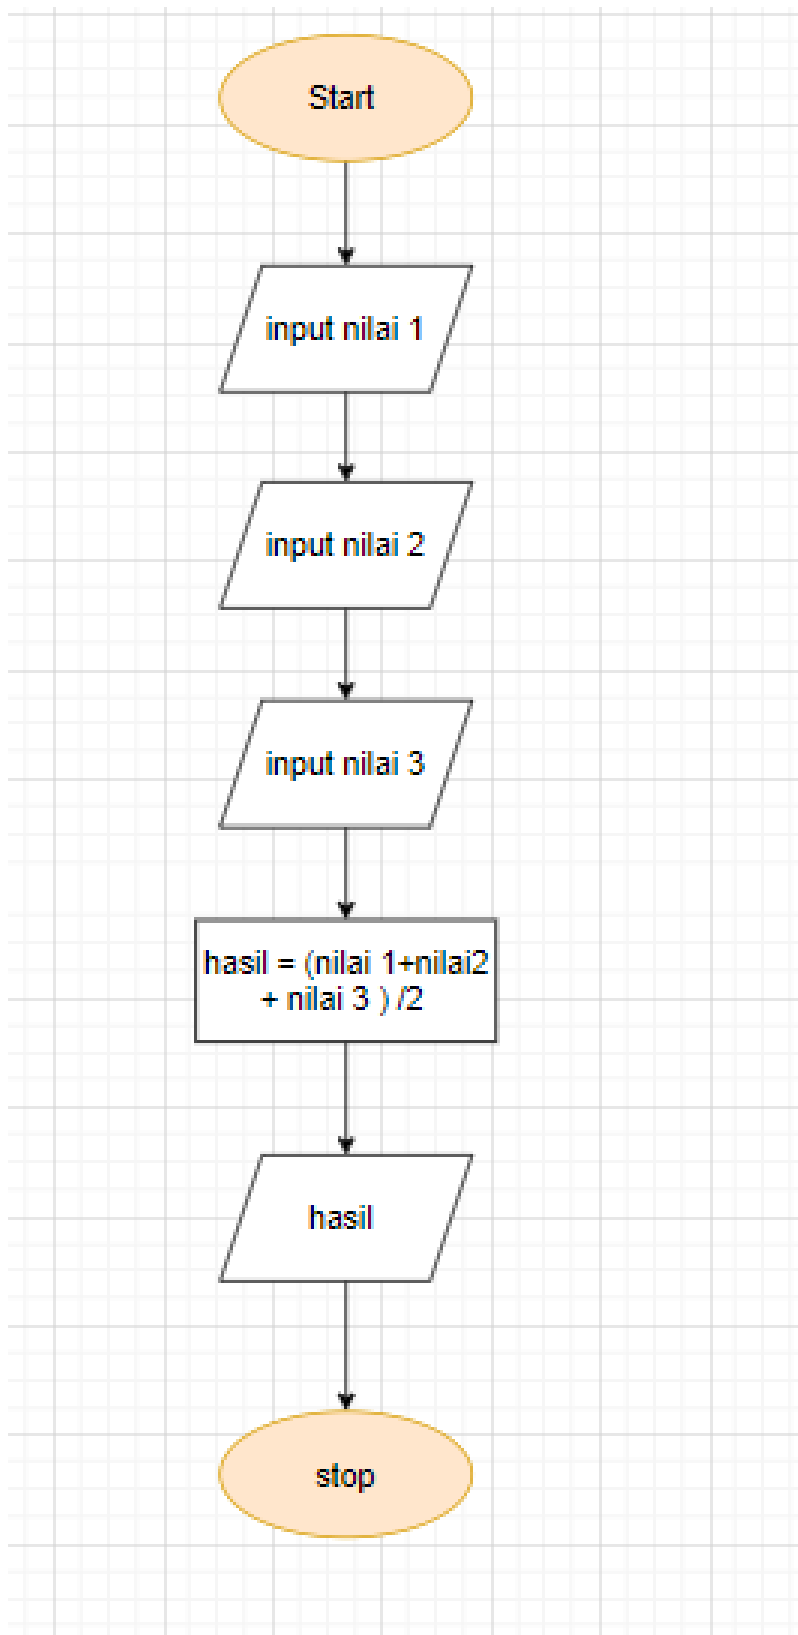 Start
input nilai 1
input nilai 2
input nilai 3
hasil = (nilai 1+nilai2
+ nilai 3 ) /2
hasil
stop